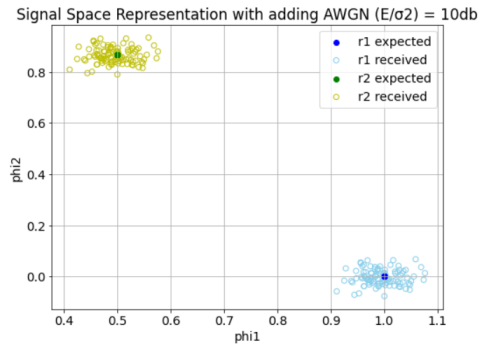 Signal Space Representation with adding AWGN (E/σ2) = 10db
r1 expected
r1 received
r2 expected
r2 received
phi2
0.8
0.6
0.4
0.2
0.0
0.4 0.5 0.6 0.7 0.8 0.9 1.0 1.1
phi1